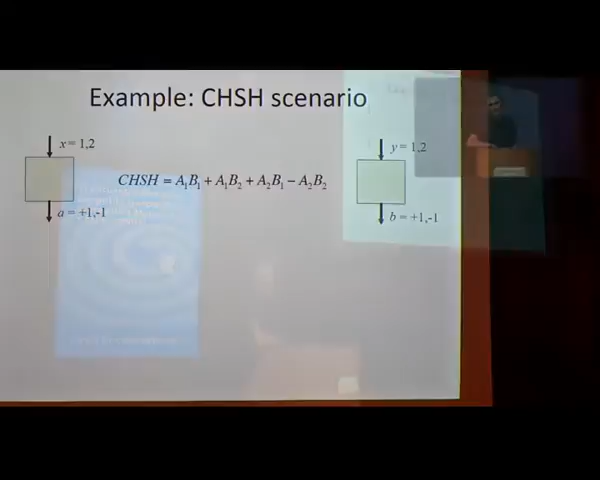 Example: CHSH scenario
x = 1,2
y = 1,2
CHSH = A₁B₁ + A₁B₂ + A₂B₁ − A₂B₂
a = +1,-1
b = +1,-1